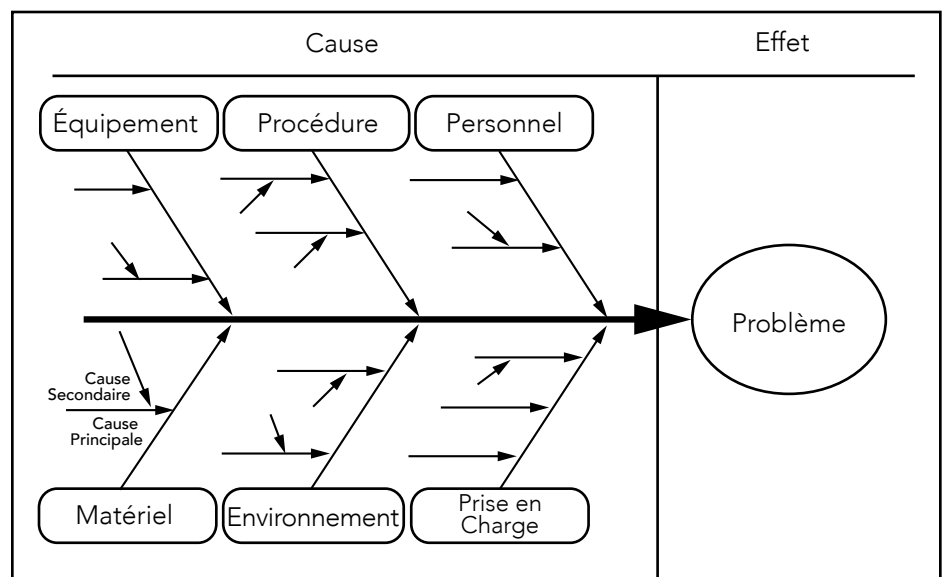 Cause
Effet
Équipement
Procédure
Personnel
Problème
Cause
Secondaire
Cause
Principale
Matériel
Environnement
Prise en
Charge